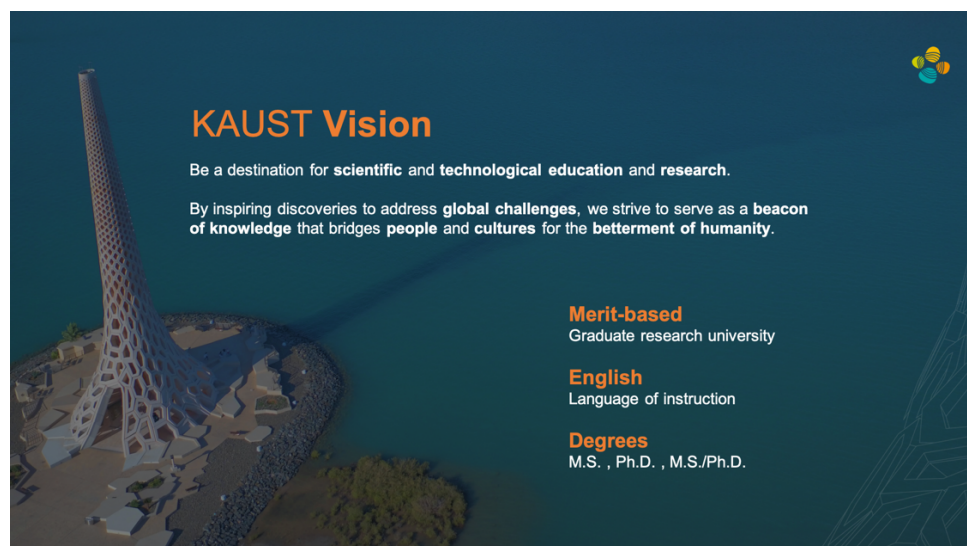 KAUST Vision
Be a destination for scientific and technological education and research.
By inspiring discoveries to address global challenges, we strive to serve as a beacon
of knowledge that bridges people and cultures for the betterment of humanity.
Merit-based
Graduate research university
English
Language of instruction
Degrees
M.S. , Ph.D. , M.S./Ph.D.